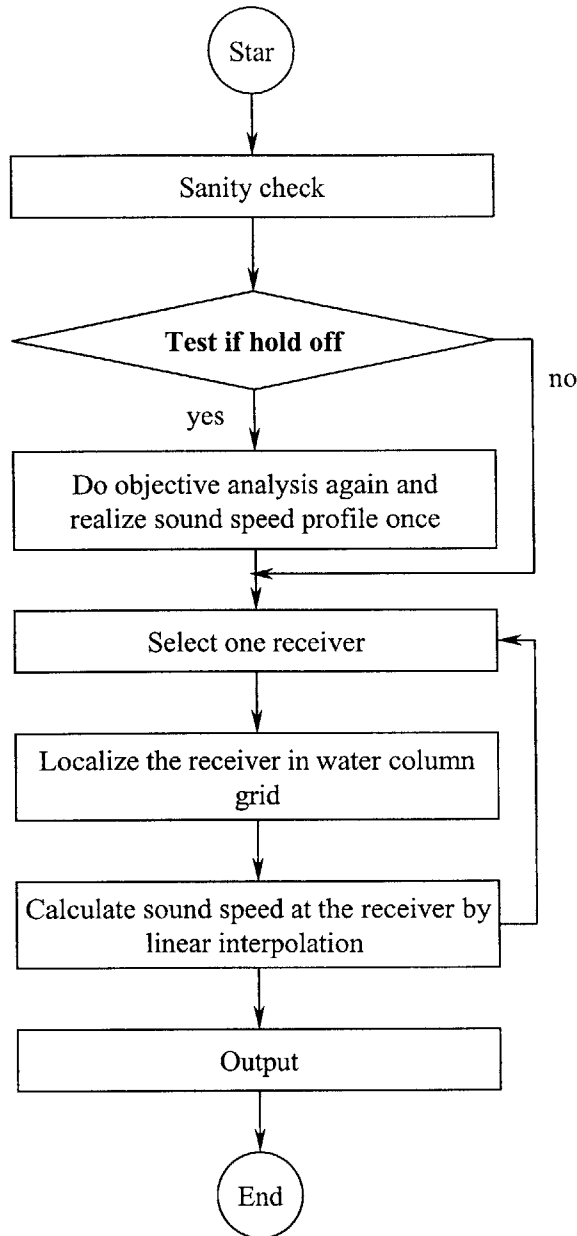 Star
Sanity check
Test if hold off
no
yes
Do objective analysis again and
realize sound speed profile once
Select one receiver
Localize the receiver in water column
grid
Calculate sound speed at the receiver by
linear interpolation
Output
End